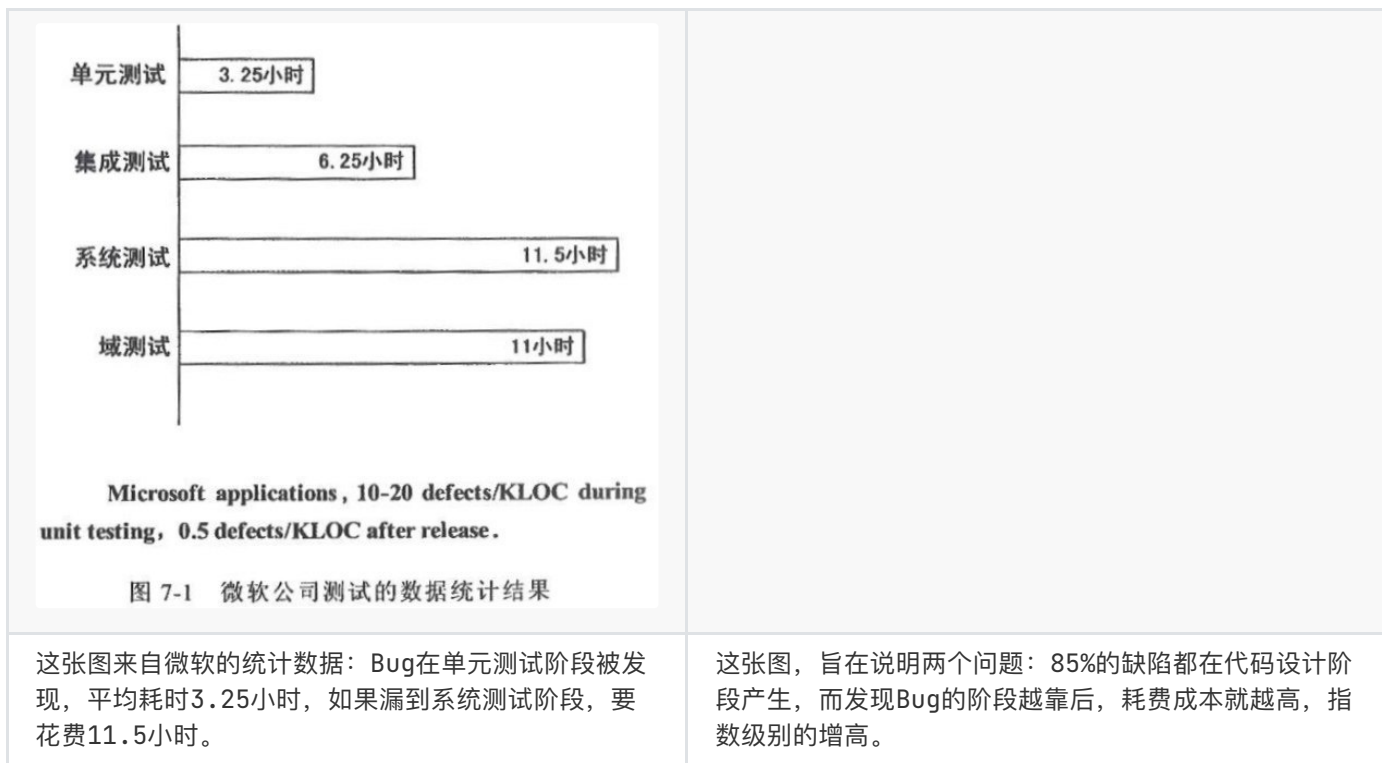 单元测试
3.25小时
集成测试
6.25小时
系统测试
11.5小时
域测试
11小时
Microsoft applications, 10-20 defects/KLOC during
unit testing, 0.5 defects/KLOC after release.
图 7-1 微软公司测试的数据统计结果
这张图来自微软的统计数据：Bug在单元测试阶段被发
现，平均耗时3.25小时，如果漏到系统测试阶段，要
花费11.5小时。
这张图，旨在说明两个问题：85%的缺陷都在代码设计阶
段产生，而发现Bug的阶段越靠后，耗费成本就越高，指
数级别的增高。